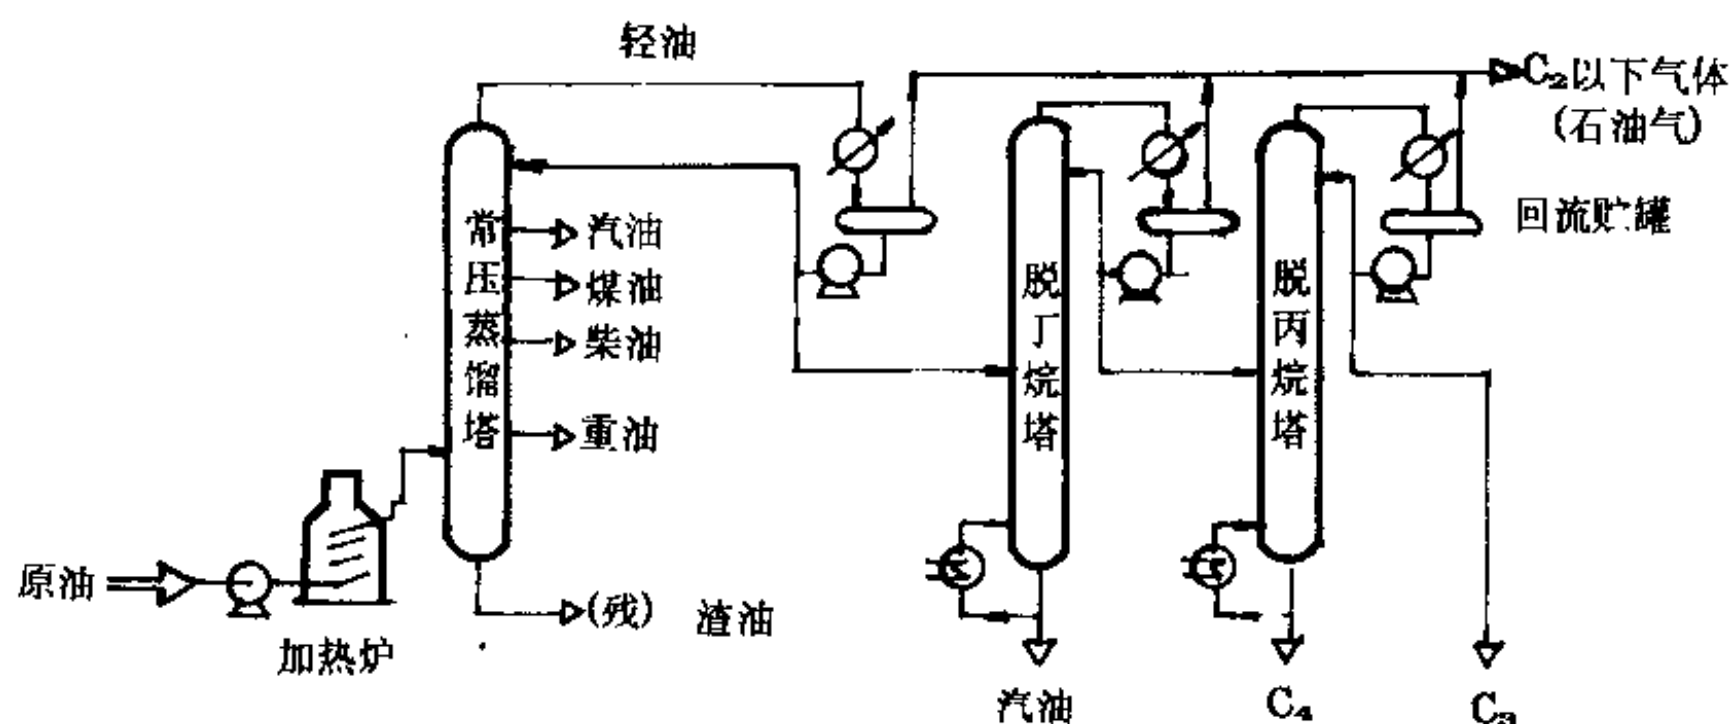 轻油
C₂以下气体
(石油气)
回流贮罐
常压蒸馏塔
汽油
煤油
柴油
重油
脱丁烷塔
脱丙烷塔
原油
加热炉
(残) 渣油
汽油
C₄
C₃